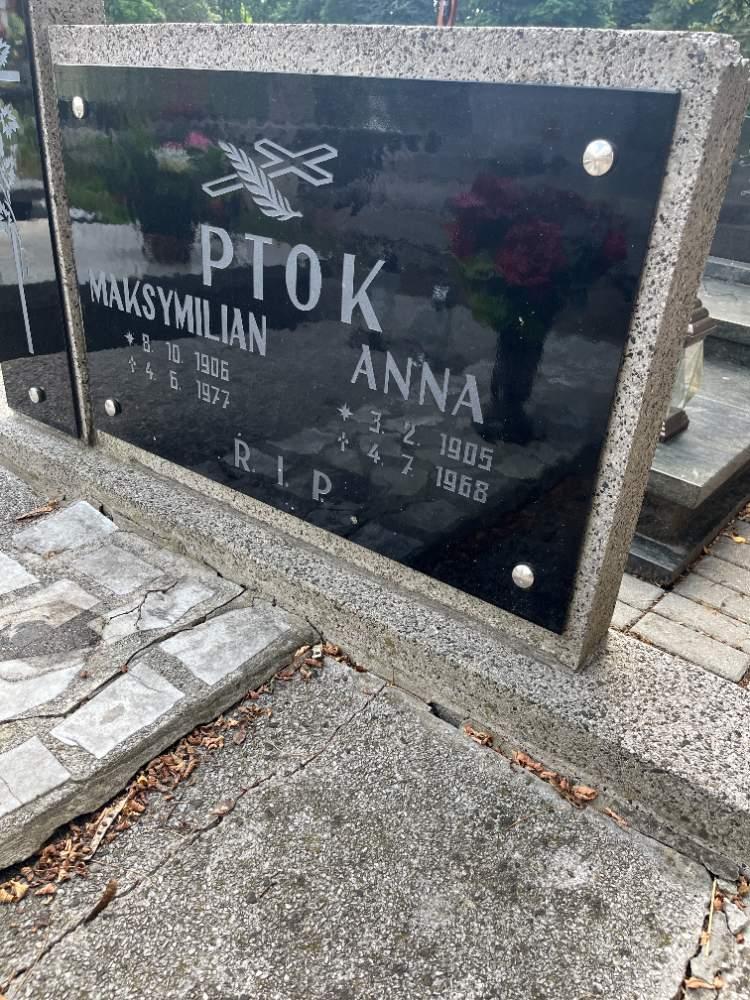 PTOK
MAKSYMILIAN
* 8. 10. 1906
✝ 4. 6. 1977
ANNA
* 3. 2. 1905
✝ 4. 7. 1968
R. I. P.